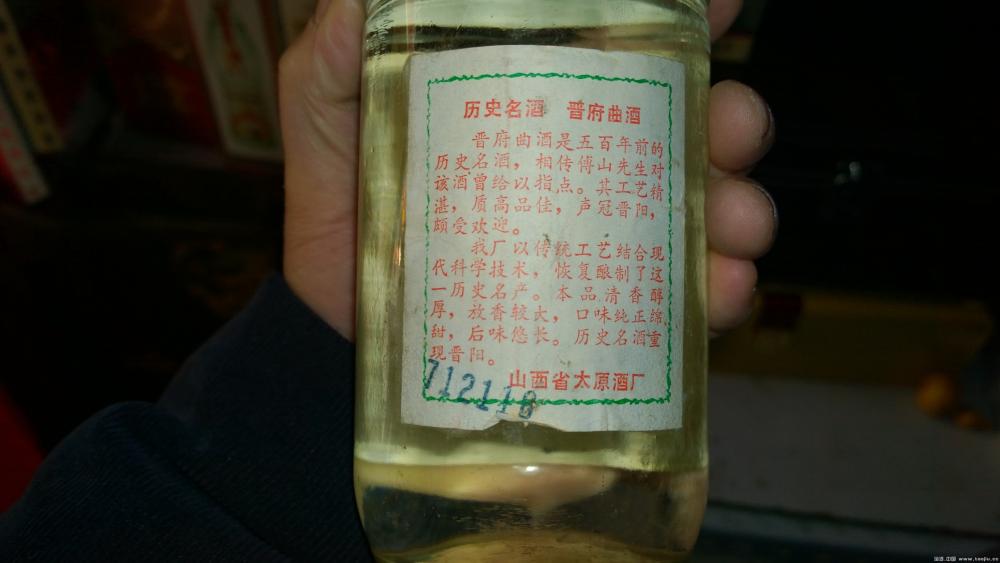 历史名酒 晋府曲酒
晋府曲酒是五百年前的
历史名酒，相传傅山先生对
该酒曾给以指点。其工艺精
湛，质高品佳，声冠晋阳，
颇受欢迎。
我厂以传统工艺结合现
代科学技术，恢复酿制了这
一历史名产。本品清香醇
厚，放香较大，口味纯正绵
甜，后味悠长。历史名酒重
现晋阳。
山西省太原酒厂
712118